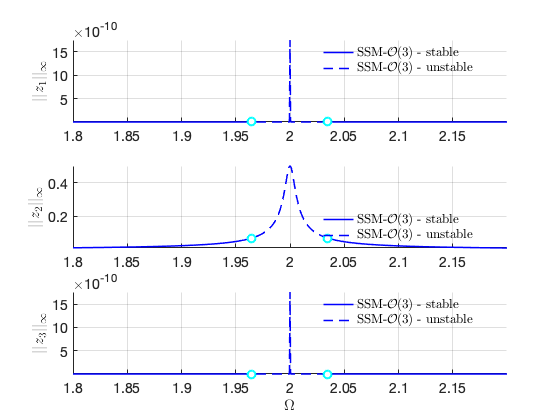 ×10⁻¹⁰
15
10
5
||z₁||∞
SSM-𝒪(3) - stable
SSM-𝒪(3) - unstable
1.8 1.85 1.9 1.95 2 2.05 2.1 2.15
0.4
0.2
||z₂||∞
SSM-𝒪(3) - stable
SSM-𝒪(3) - unstable
1.8 1.85 1.9 1.95 2 2.05 2.1 2.15
×10⁻¹⁰
15
10
5
||z₃||∞
SSM-𝒪(3) - stable
SSM-𝒪(3) - unstable
1.8 1.85 1.9 1.95 2 2.05 2.1 2.15
Ω